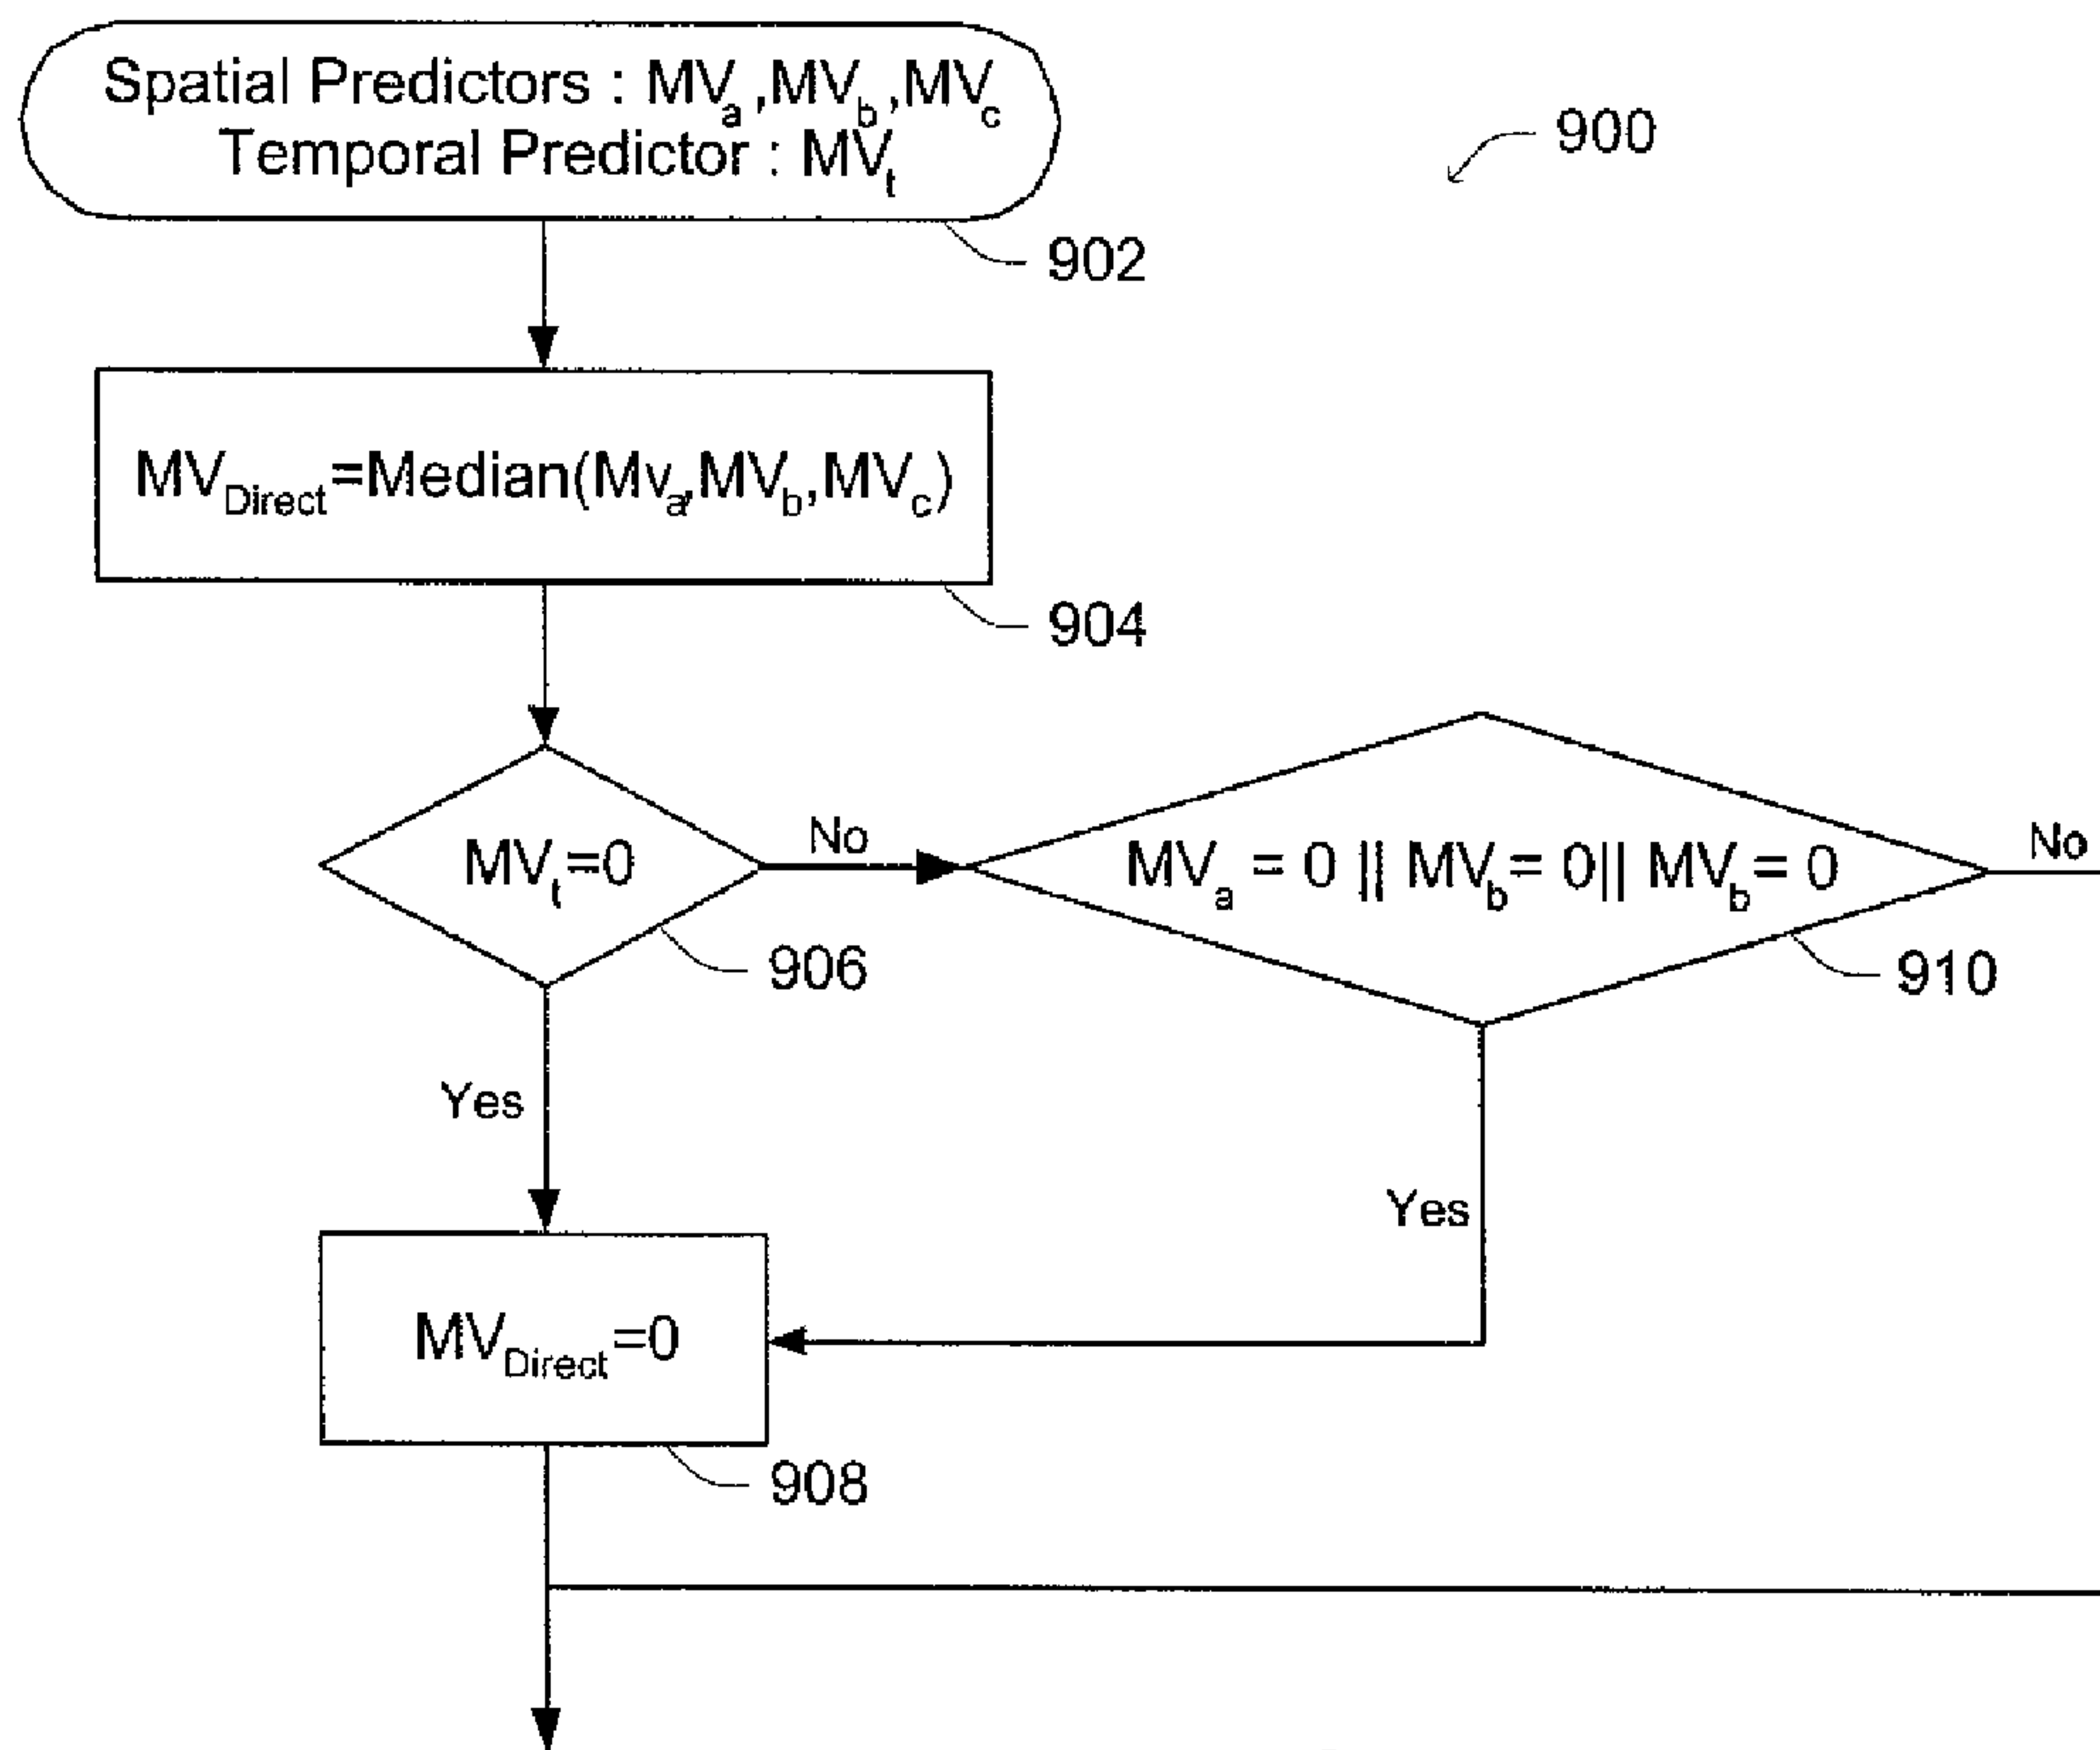 Spatial Predictors : MVa,MVb,MVc
Temporal Predictor : MVt
900
902
MVDirect=Median(Mva,MVb,MVc)
904
MVt=0
No
MVa = 0 || MVb= 0|| MVb= 0
No
906
910
Yes
Yes
MVDirect=0
908